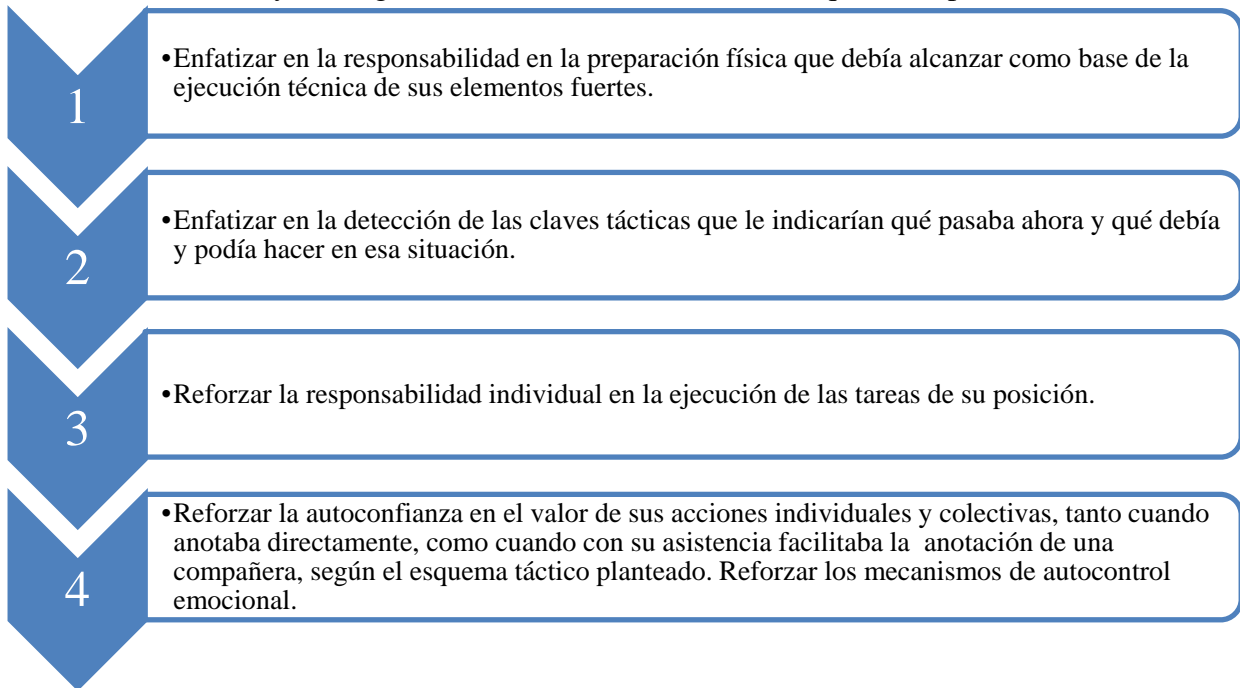 1
•Enfatizar en la responsabilidad en la preparación física que debía alcanzar como base de la
ejecución técnica de sus elementos fuertes.
2
•Enfatizar en la detección de las claves tácticas que le indicarían qué pasaba ahora y qué debía
y podía hacer en esa situación.
3
•Reforzar la responsabilidad individual en la ejecución de las tareas de su posición.
4
•Reforzar la autoconfianza en el valor de sus acciones individuales y colectivas, tanto cuando
anotaba directamente, como cuando con su asistencia facilitaba la  anotación de una
compañera, según el esquema táctico planteado. Reforzar los mecanismos de autocontrol
emocional.